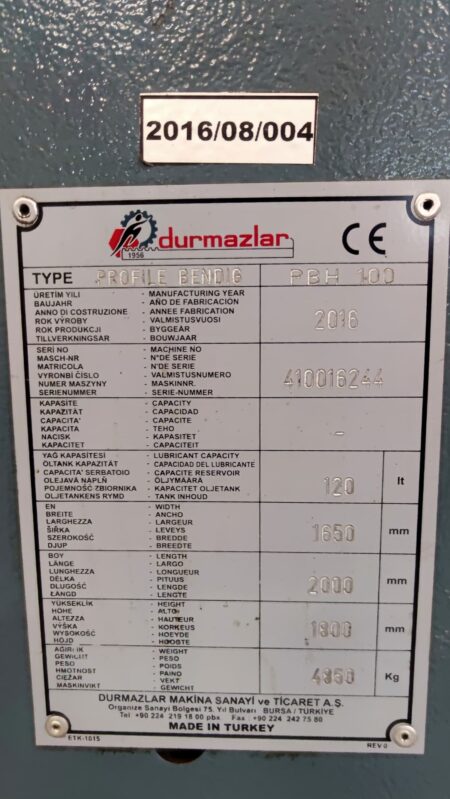 2016/08/004
1956
durmazlar
CE
TYPE PROFILE BENDIG PBH 100
ÜRETİM YILI - MANUFACTURING YEAR
BAUJAHR - AÑO DE FABRICACION
ANNO DI COSTRUZIONE - ANNEE FABRICATION
ROK VÝROBY - VALMISTUSVUOSI
ROK PRODUKCJI - BYGGEAR
TILLVERKNINGSAR - BOUWJAAR
2016
SERİ NO - MACHINE NO
MASCH-NR - N°DE SERIE
MATRICOLA - N'DE SERIE
VYRONBİ ČÍSLO - VALMISTUSNUMERO
NUMER MASZYNY - MASKINNR.
SERIENUMMER - SERIE-NUMMER
410016244
KAPASİTE - CAPACITY
KAPAZITÄT - CAPACIDAD
CAPACITA' - CAPACITE
KAPACITA - TEHO
NACISK - KAPASITET
KAPACITET - CAPACITEIT
-
YAĞ KAPASİTESİ - LUBRICANT CAPACITY
ÖLTANK KAPAZITÄT - CAPACIDAD DEL LUBRICANTE
CAPACITA' SERBATOIO - CAPACITE RESERVOIR
OLEJAVÁ NÁPLŇ - ÖLJYMÄÄRÄ
POJEMNOŚĆ ZBIORNIKA - KAPACITET OLJETANK
OLJETANKENS RYMD - TANK INHOUD
120 lt
EN - WIDTH
BREITE - ANCHO
LARGHEZZA - LARGEUR
ŠIŘKA - LEVEYS
SZEROKOŚĆ - BREDDE
DJUP - BREEDTE
1650 mm
BOY - LENGTH
LÄNGE - LARGO
LUNGHEZZA - LONGUEUR
DÉLKA - PITUUS
DLUGOŚĆ - LENGDE
LÄNGD - LENGTE
2000 mm
YÜKSEKLİK - HEIGHT
HÖHE - ALTO
ALTEZZA - HAUTEUR
VÝŠKA - KORKEUS
WYSOKOŚĆ - HOEYDE
HÖJD - HOOGTE
1800 mm
AĞIRLIK - WEIGHT
GEWICHT - PESO
PESO - POIDS
HMOTNOST - PAINO
CIĘŻAR - VEKT
MASKINVIKT - GEWICHT
4850 Kg
DURMAZLAR MAKİNA SANAYİ ve TİCARET A.Ş.
Organize Sanayi Bölgesi 75. Yıl Bulvarı BURSA / TÜRKİYE
Tel +90 224 219 18 00 pbx Fax +90 224 242 75 80
MADE IN TURKEY
ETK-1015 REV 0